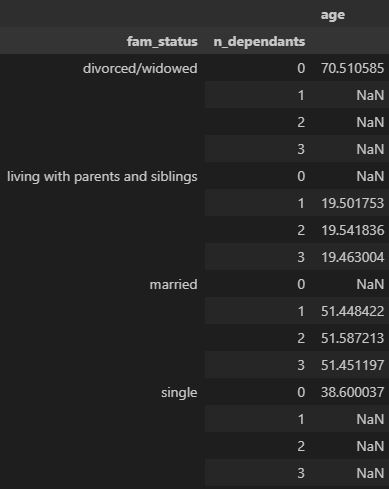 age
fam_status n_dependants
divorced/widowed 0 70.510585
1 NaN
2 NaN
3 NaN
living with parents and siblings 0 NaN
1 19.501753
2 19.541836
3 19.463004
married 0 NaN
1 51.448422
2 51.587213
3 51.451197
single 0 38.600037
1 NaN
2 NaN
3 NaN